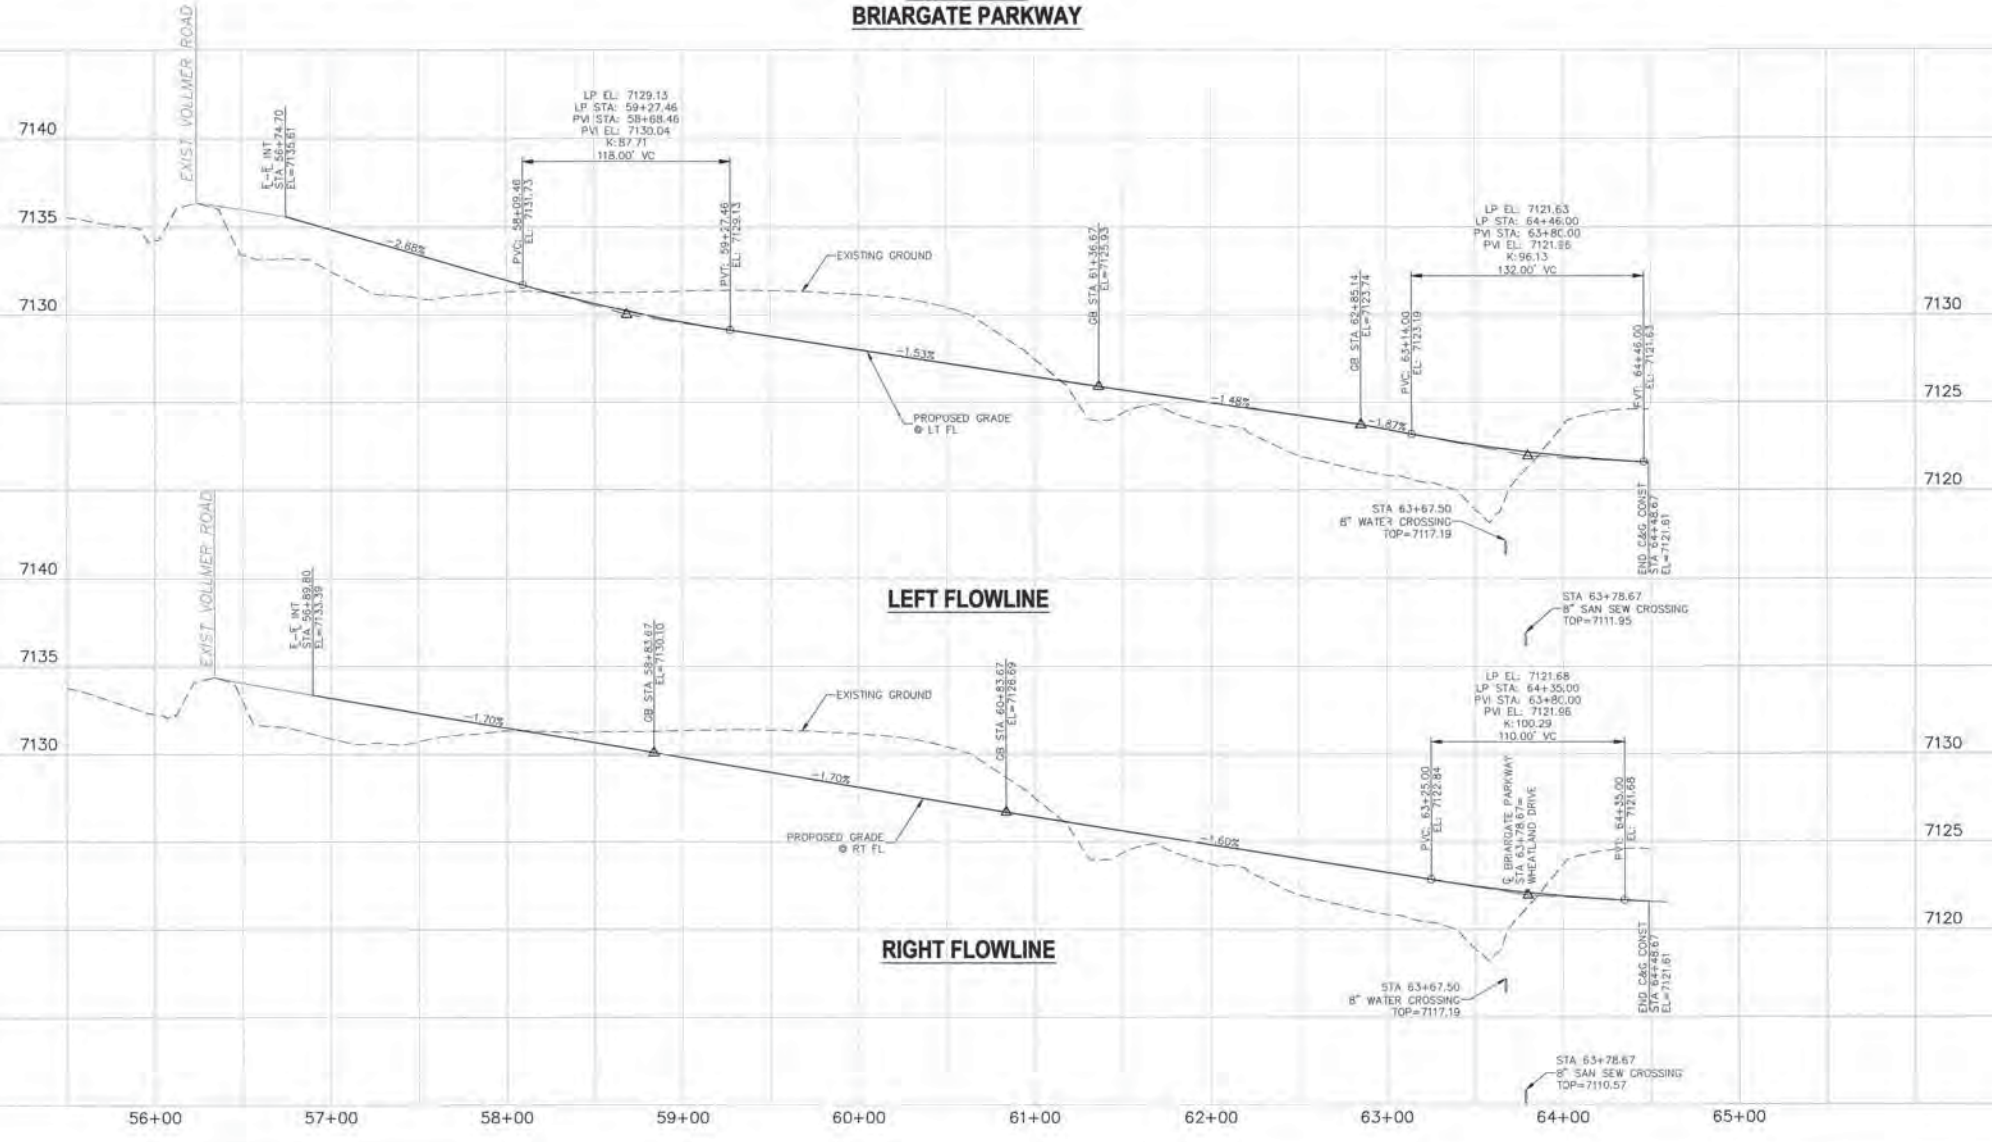 BRIARGATE PARKWAY
7140
7135
7130
EXIST VOLLMER ROAD
℄-℄ INT
STA 56+74.70
EL=7135.61
-2.88%
LP EL: 7129.13
LP STA: 59+27.46
PVI STA: 58+68.46
PVI EL: 7130.04
K:87.71
118.00' VC
PVC: 58+09.46
EL: 7131.73
PVT: 59+27.46
EL: 7129.13
EXISTING GROUND
-1.53%
PROPOSED GRADE
@ LT FL
GB STA 61+36.67
EL=7125.93
-1.48%
GB STA 62+85.14
EL=7123.74
-1.87%
LP EL: 7121.63
LP STA: 64+46.00
PVI STA: 63+80.00
PVI EL: 7121.96
K:96.13
132.00' VC
PVC: 63+14.00
EL: 7123.19
PVT: 64+46.00
EL: 7121.63
7130
7125
7120
STA 63+67.50
8" WATER CROSSING
TOP=7117.19
END C&G CONST
STA 64+48.67
EL=7121.61
STA 63+78.67
8" SAN SEW CROSSING
TOP=7111.95
LEFT FLOWLINE
7140
7135
7130
EXIST VOLLMER ROAD
℄-℄ INT
STA 56+89.80
EL=7133.39
-1.70%
GB STA 58+83.67
EL=7130.10
-1.70%
EXISTING GROUND
PROPOSED GRADE
@ RT FL
GB STA 60+83.67
EL=7126.69
-1.60%
LP EL: 7121.68
LP STA: 64+35.00
PVI STA: 63+80.00
PVI EL: 7121.96
K:100.29
110.00' VC
PVC: 63+25.00
EL: 7122.84
℄ BRIARGATE PARKWAY
STA 63+78.67=
WHEATLAND DRIVE
PVT: 64+35.00
EL: 7121.68
7130
7125
7120
RIGHT FLOWLINE
STA 63+67.50
8" WATER CROSSING
TOP=7117.19
END C&G CONST
STA 64+48.67
EL=7121.61
STA 63+78.67
8" SAN SEW CROSSING
TOP=7110.57
56+00 57+00 58+00 59+00 60+00 61+00 62+00 63+00 64+00 65+00